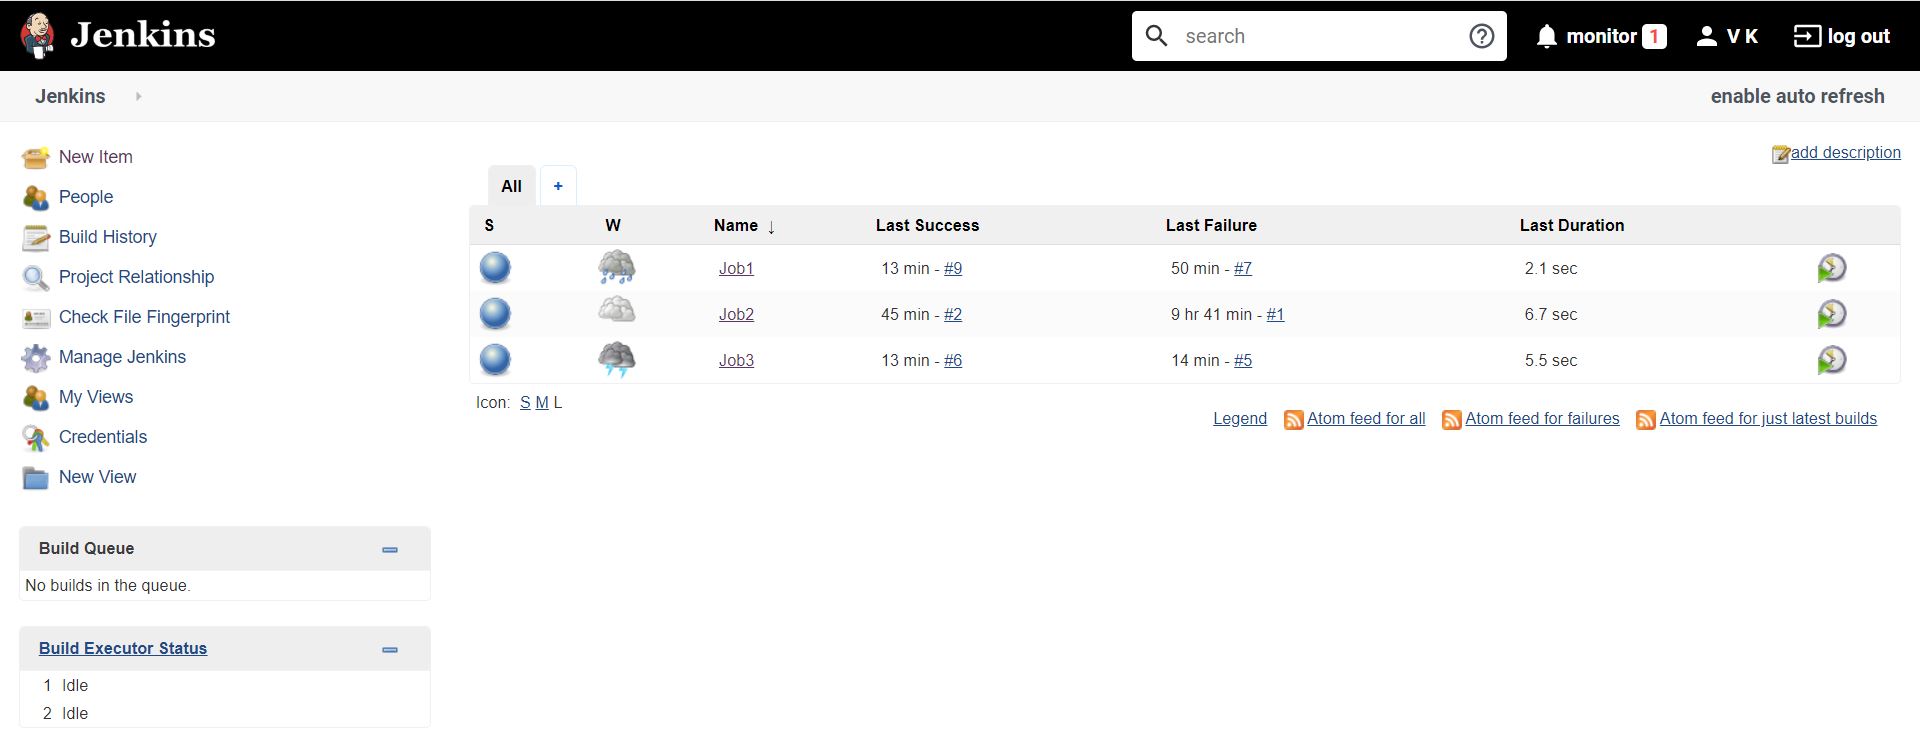 Jenkins
search
monitor 1
V K
log out
Jenkins
enable auto refresh
New Item
People
Build History
Project Relationship
Check File Fingerprint
Manage Jenkins
My Views
Credentials
New View
Build Queue
No builds in the queue.
Build Executor Status
1 Idle
2 Idle
add description
All +
S W Name ↓ Last Success Last Failure Last Duration
Job1 13 min - #9 50 min - #7 2.1 sec
Job2 45 min - #2 9 hr 41 min - #1 6.7 sec
Job3 13 min - #6 14 min - #5 5.5 sec
Icon: S M L
Legend Atom feed for all Atom feed for failures Atom feed for just latest builds